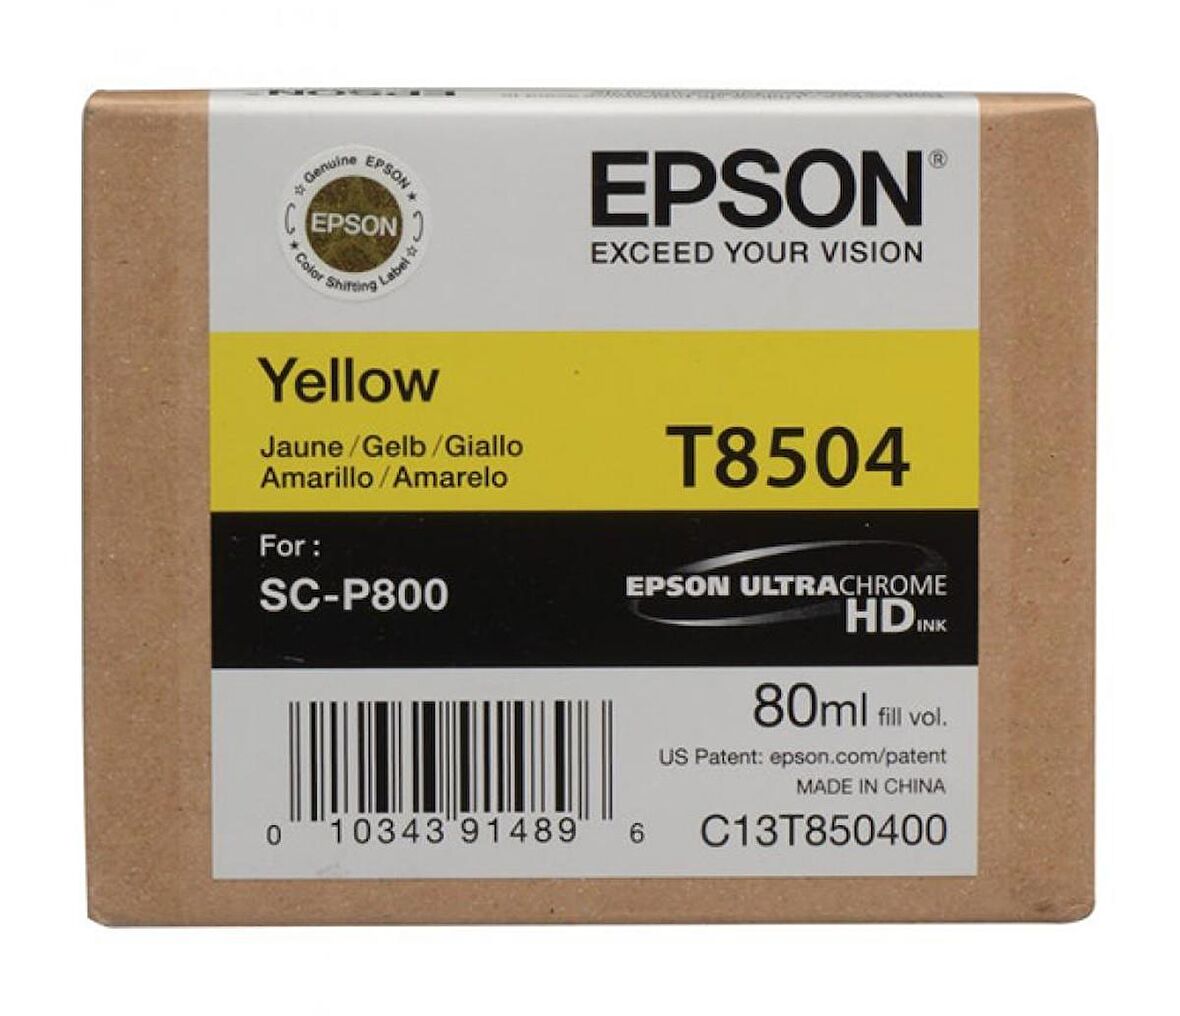 EPSON
Genuine EPSON
EPSON
Color Shifting Label
EPSON®
EXCEED YOUR VISION
Yellow
Jaune/Gelb/Giallo
Amarillo/Amarelo
T8504
For :
SC-P800
EPSON ULTRACHROME
HD INK
80ml fill vol.
US Patent: epson.com/patent
MADE IN CHINA
C13T850400
0 10343 91489 6